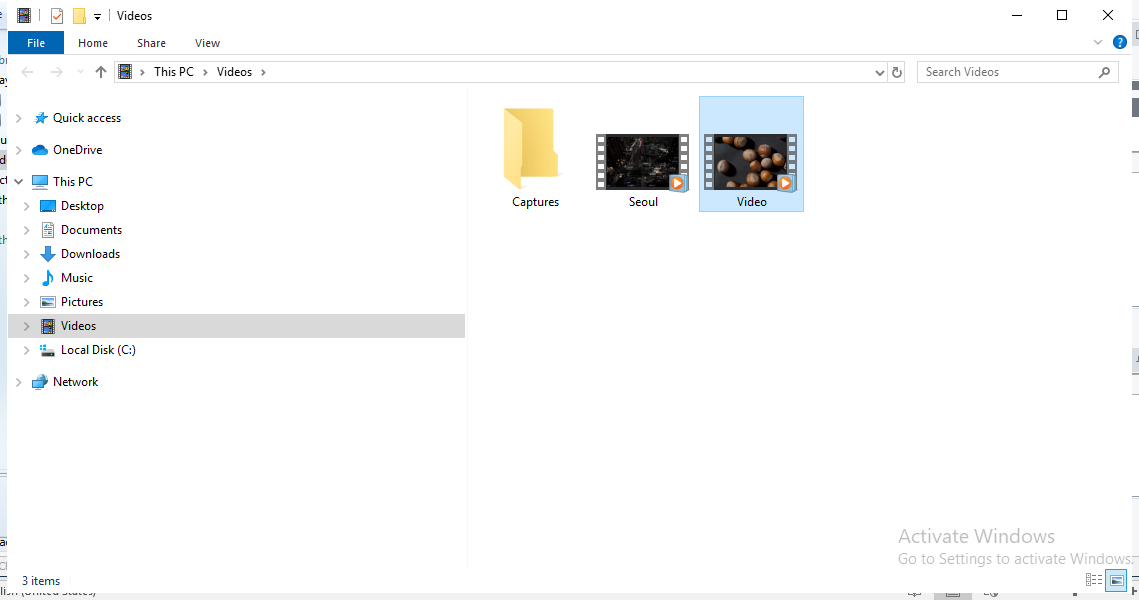 Videos
File Home Share View
This PC Videos
Search Videos
Quick access
OneDrive
This PC
Desktop
Documents
Downloads
Music
Pictures
Videos
Local Disk (C:)
Network
Captures
Seoul
Video
Activate Windows
Go to Settings to activate Windows.
3 items